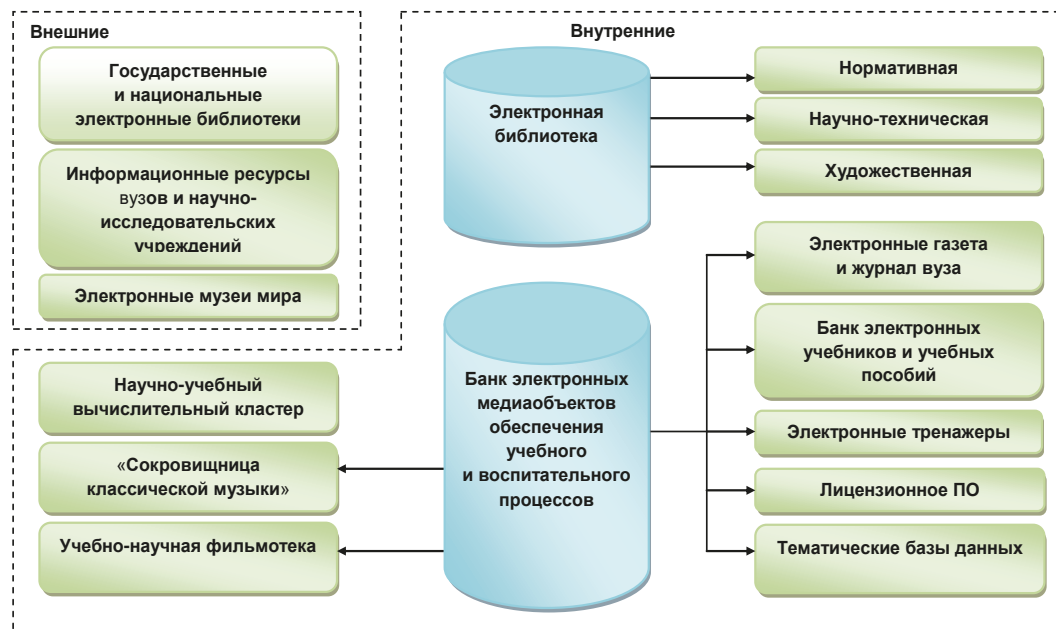 Внешние
Государственные
и национальные
электронные библиотеки
Информационные ресурсы
вузов и научно-
исследовательских
учреждений
Электронные музеи мира
Внутренние
Электронная
библиотека
Нормативная
Научно-техническая
Художественная
Научно-учебный
вычислительный кластер
«Сокровищница
классической музыки»
Учебно-научная фильмотека
Банк электронных
медиаобъектов
обеспечения
учебного
и воспитательного
процессов
Электронные газета
и журнал вуза
Банк электронных
учебников и учебных
пособий
Электронные тренажеры
Лицензионное ПО
Тематические базы данных